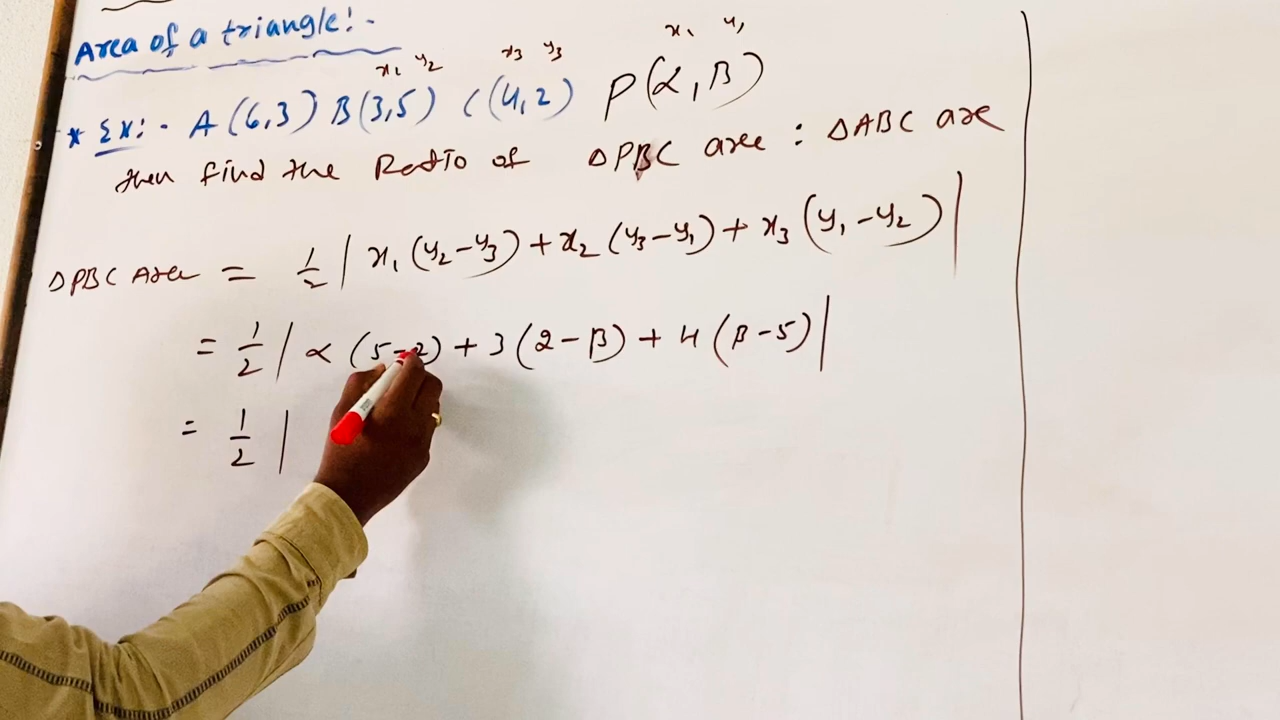 Area of a triangle:-
x₂ y₂ x₃ y₃ x₁ y₁
* Ex:- A(6,3) B(3,5) C(4,2) P(α,β)
then find the Ratio of ΔPBC area : ΔABC are
ΔPBC Area = 1/2 | x₁(y₂-y₃)+x₂(y₃-y₁)+x₃(y₁-y₂)|
= 1/2 | α(5-2)+3(2-β)+4(β-5)|
= 1/2 |